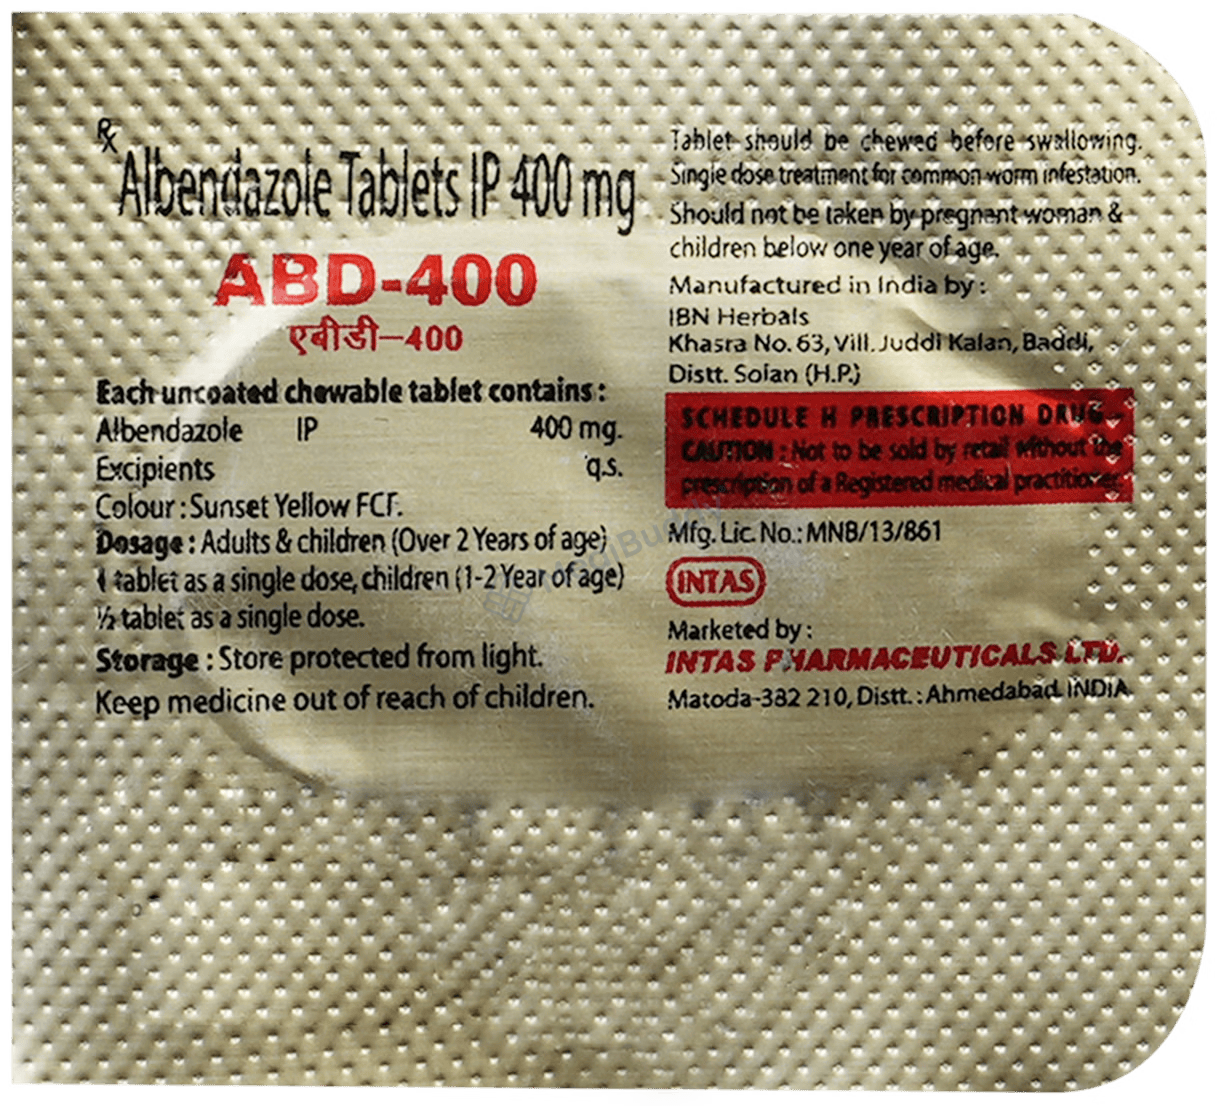 Rx
Albendazole Tablets IP 400 mg
ABD-400
एबीडी–400
Each uncoated chewable tablet contains :
Albendazole IP 400 mg.
Excipients q.s.
Colour : Sunset Yellow FCF.
Dosage : Adults & children (Over 2 Years of age)
1 tablet as a single dose, children (1-2 Year of age)
½ tablet as a single dose.
Storage : Store protected from light.
Keep medicine out of reach of children.
Tablet should be chewed before swallowing.
Single dose treatment for common worm infestation.
Should not be taken by pregnant woman &
children below one year of age.
Manufactured in India by :
IBN Herbals
Khasra No. 63, Vill. Juddi Kalan, Baddi,
Distt. Solan (H.P.)
SCHEDULE H PRESCRIPTION DRUG
CAUTION : Not to be sold by retail without the
prescription of a Registered medical practitioner.
Mfg. Lic. No.: MNB/13/861
INTAS
Marketed by :
INTAS PHARMACEUTICALS LTD.
Matoda-382 210, Distt. : Ahmedabad. INDIA.